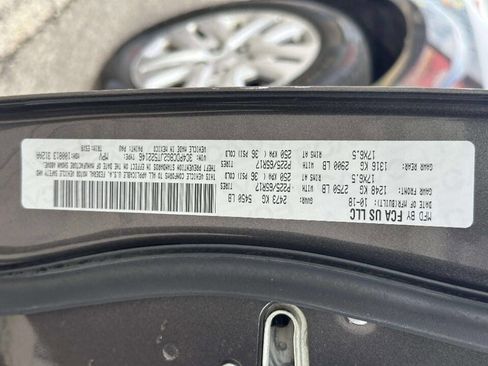 MFD BY FCA US LLC
DATE OF MFR(BUILT): 10-18 GVWR: 2473 KG 5450 LB
GAWR FRONT: 1248 KG 2750 LB WITH P225/65R17 TIRES
17X6.5 RIMS AT 250 KPA ( 36 PSI) COLD
GAWR REAR: 1316 KG 2900 LB WITH P225/65R17 TIRES
17X6.5 RIMS AT 250 KPA ( 36 PSI) COLD
THIS VEHICLE CONFORMS TO ALL APPLICABLE U.S.A. FEDERAL MOTOR VEHICLE SAFETY AND
THEFT PREVENTION STANDARDS IN EFFECT ON THE DATE OF MANUFACTURE SHOWN ABOVE.
VIN: TYPE: MPV
VEHICLE MADE IN MEXICO PAINT: PAU